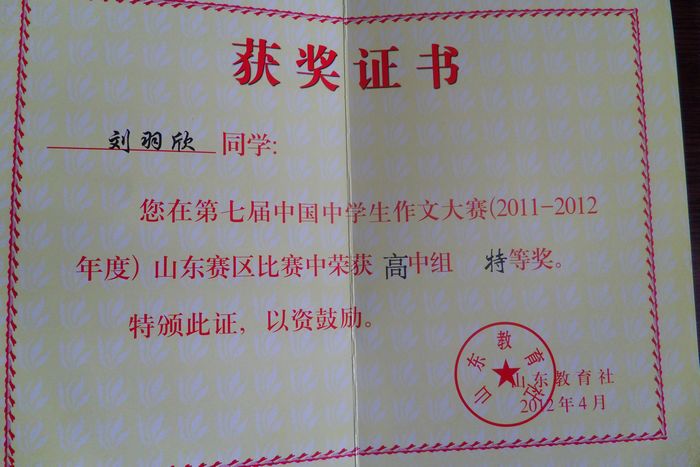 获奖证书
刘羽欣 同学:
您在第七届中国中学生作文大赛(2011-2012
年度) 山东赛区比赛中荣获 高中组 特等奖。
特颁此证, 以资鼓励。
山东教育社
山东教育社
2012年4月